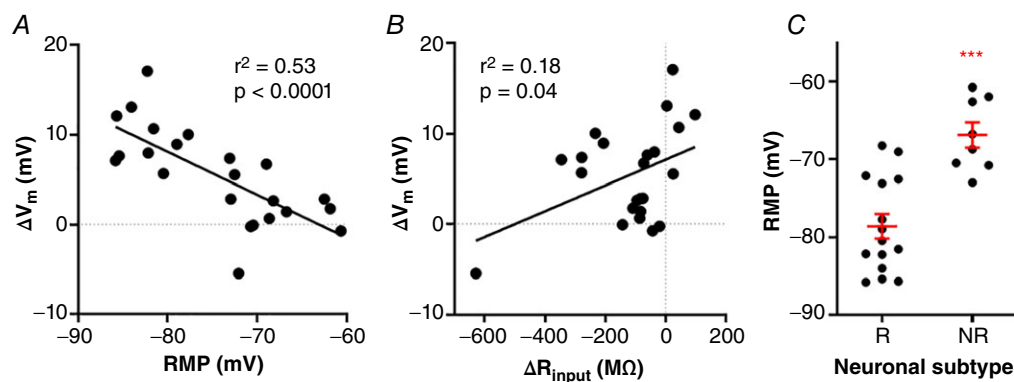 A
20
10
0
−10
ΔVm (mV)
r² = 0.53
p < 0.0001
−90
−80
−70
−60
RMP (mV)
B
20
10
0
−10
ΔVm (mV)
r² = 0.18
p = 0.04
−600
−400
−200
0
200
ΔRinput (MΩ)
C
***
−60
−70
−80
−90
RMP (mV)
R
NR
Neuronal subtype